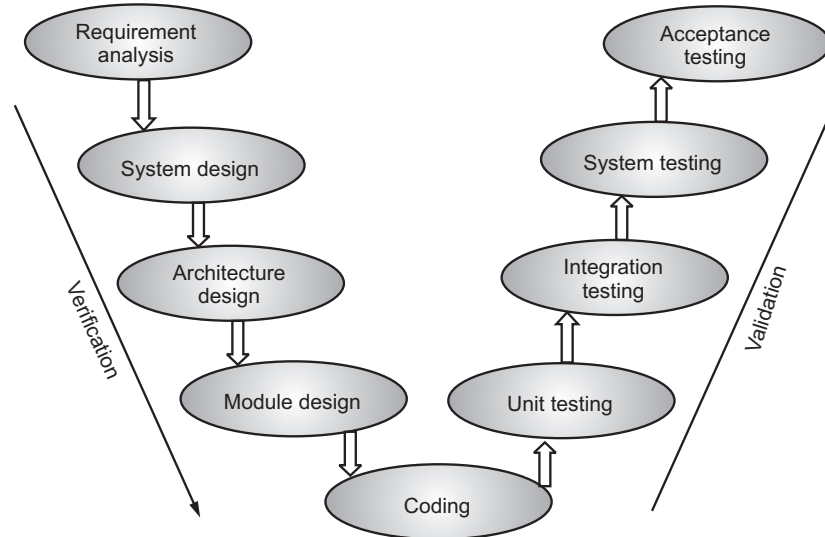 Requirement
analysis
Acceptance
testing
System design
System testing
Architecture
design
Integration
testing
Verification
Validation
Module design
Unit testing
Coding